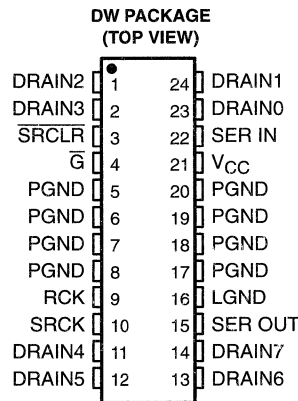 DW PACKAGE
(TOP VIEW)
DRAIN2 1 24 DRAIN1
DRAIN3 2 23 DRAIN0
SRCLR 3 22 SER IN
G 4 21 VCC
PGND 5 20 PGND
PGND 6 19 PGND
PGND 7 18 PGND
PGND 8 17 PGND
RCK 9 16 LGND
SRCK 10 15 SER OUT
DRAIN4 11 14 DRAIN7
DRAIN5 12 13 DRAIN6